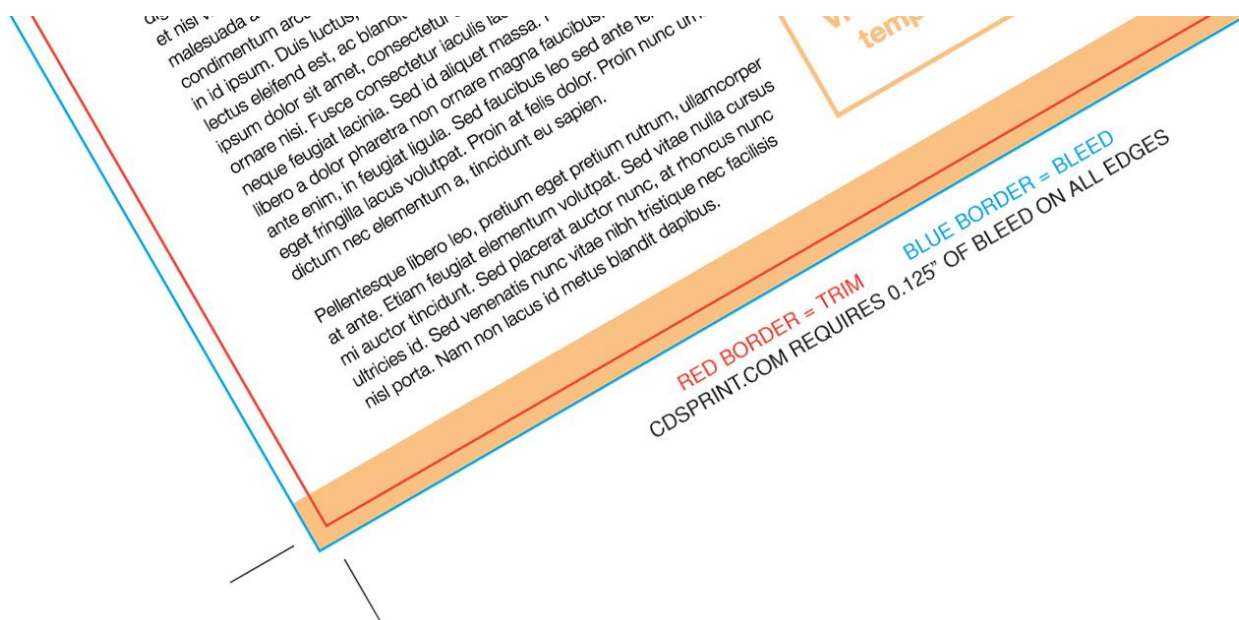 et nisi
malesuada a
condimentum arc
in id ipsum. Duis luctus,
lectus eleifend est, ac blandit
ipsum dolor sit amet, consectetur
ornare nisi. Fusce consectetur iaculis
neque feugiat lacinia. Sed id aliquet massa.
libero a dolor pharetra non ornare magna faucibus.
ante enim, in feugiat ligula. Sed faucibus leo sed ante
eget fringilla lacus volutpat. Proin at felis dolor. Proin nunc
dictum nec elementum a, tincidunt eu sapien.
Pellentesque libero leo, pretium eget pretium rutrum, ullamcorper
at ante. Etiam feugiat elementum volutpat. Sed vitae nulla cursus
mi auctor tincidunt. Sed placerat auctor nunc, at rhoncus nunc
ultricies id. Sed venenatis nunc vitae nibh tristique nec facilisis
nisl porta. Nam non lacus id metus blandit dapibus.
temp
RED BORDER = TRIM BLUE BORDER = BLEED
CDSPRINT.COM REQUIRES 0.125” OF BLEED ON ALL EDGES